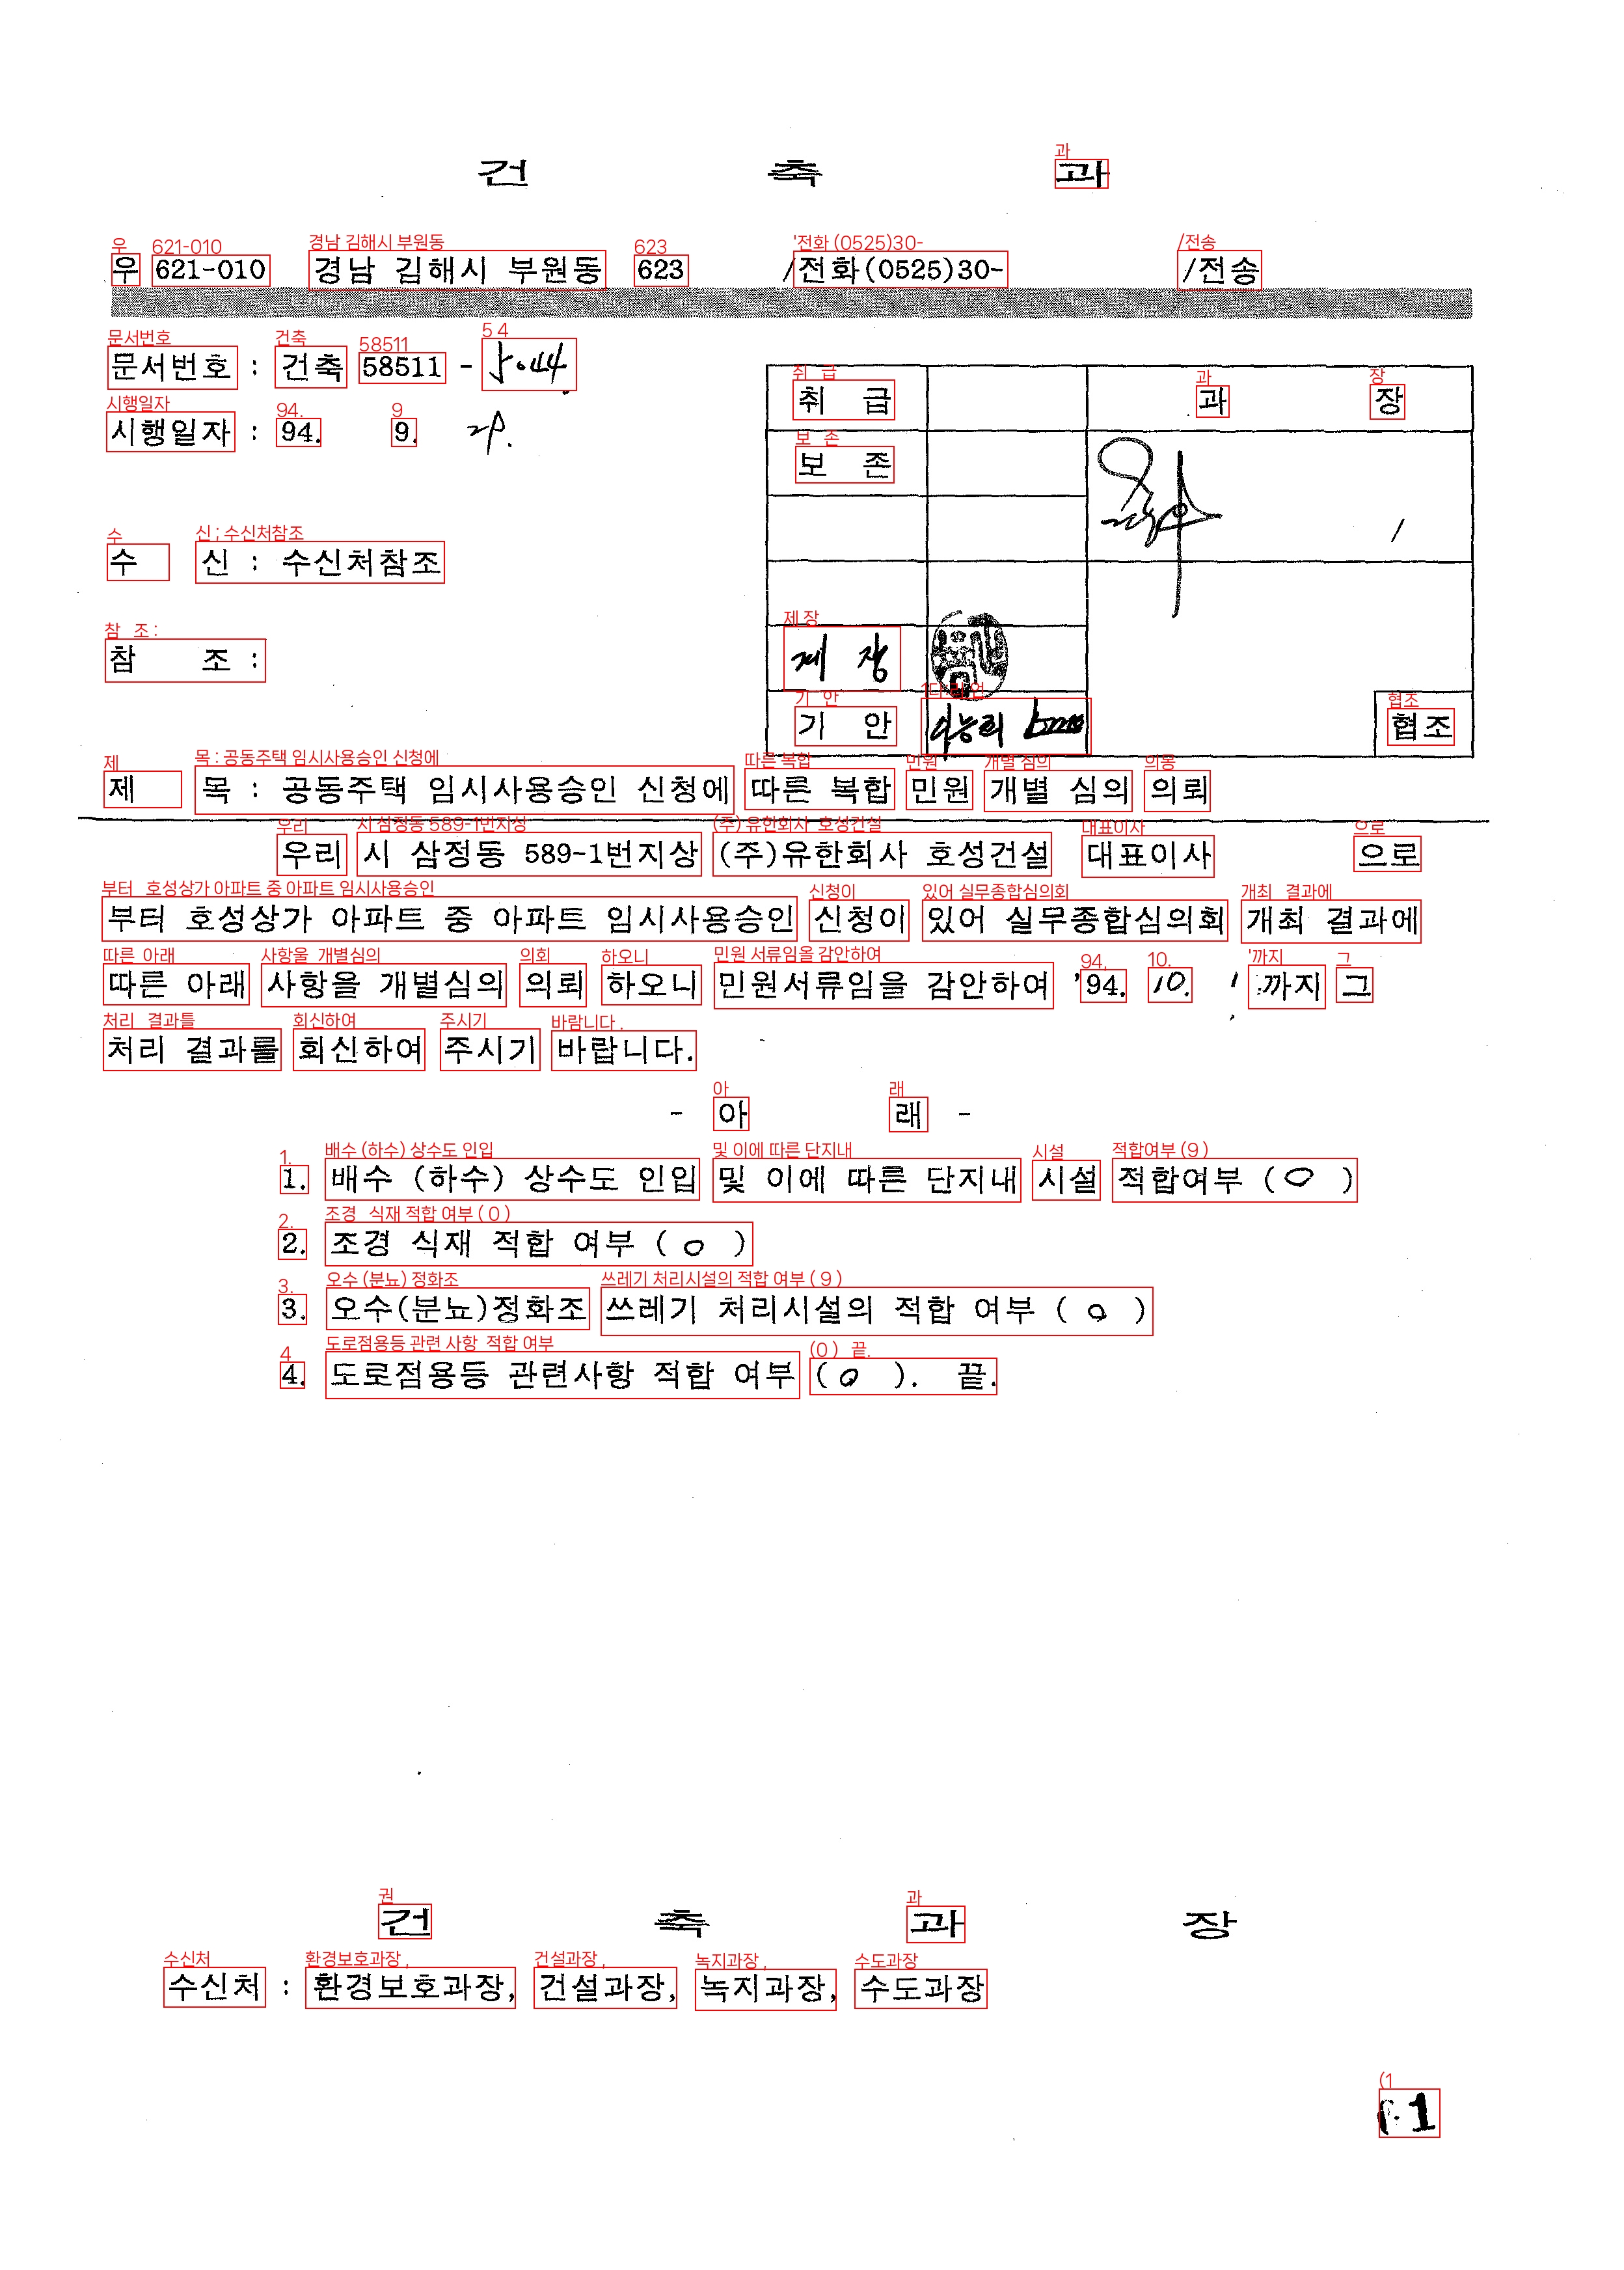 건 축 과
우 621-010 경남 김해시 부원동 623 /전화(0525)30- /전송
문서번호 : 건축 58511 - 5044
시행일자 : 94. 9.
취 급 과 장
보 존
수 신 : 수신처참조
참 조 :
계 장
기 안
협조
제 목 : 공동주택 임시사용승인 신청에 따른 복합 민원 개별 심의 의뢰
우리 시 삼정동 589-1번지상 (주)유한회사 호성건설 대표이사 으로
부터 호성상가 아파트 중 아파트 임시사용승인 신청이 있어 실무종합심의회 개최 결과에
따른 아래 사항을 개별심의 의뢰 하오니 민원서류임을 감안하여 '94. 10. 1.까지 그
처리 결과를 회신하여 주시기 바랍니다.
- 아 래 -
1. 배수 (하수) 상수도 인입 및 이에 따른 단지내 시설 적합여부 (○ )
2. 조경 식재 적합 여부 ( ○ )
3. 오수(분뇨)정화조 쓰레기 처리시설의 적합 여부 ( ○ )
4. 도로점용등 관련사항 적합 여부 (○ ). 끝.
건 축 과 장
수신처 : 환경보호과장, 건설과장, 녹지과장, 수도과장